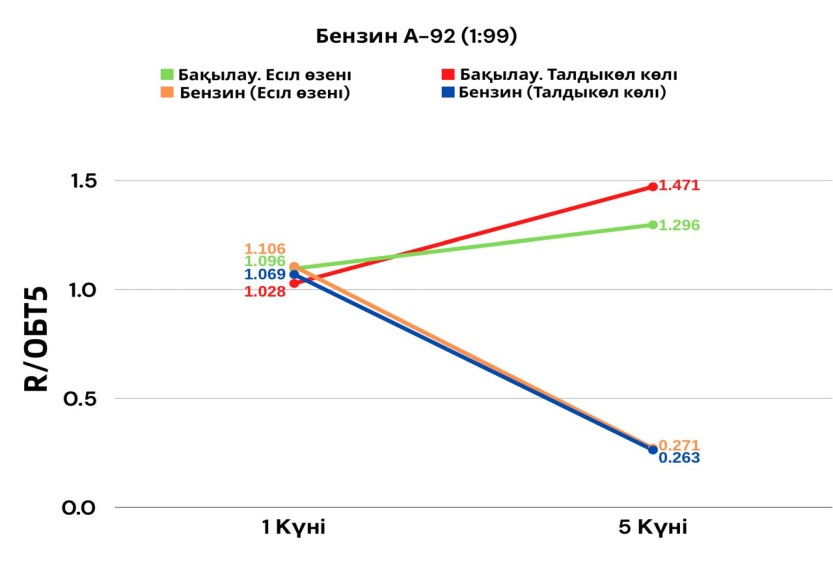 Бензин А-92 (1:99)
Бақылау. Есіл өзені
Бақылау. Талдыкөл көлі
Бензин (Есіл өзені)
Бензин (Талдыкөл көлі)
1.5
1.471
1.296
1.106
1.096
1.069
1.028
1.0
R/ОБТ5
0.5
0.271
0.263
0.0
1 Күні
5 Күні